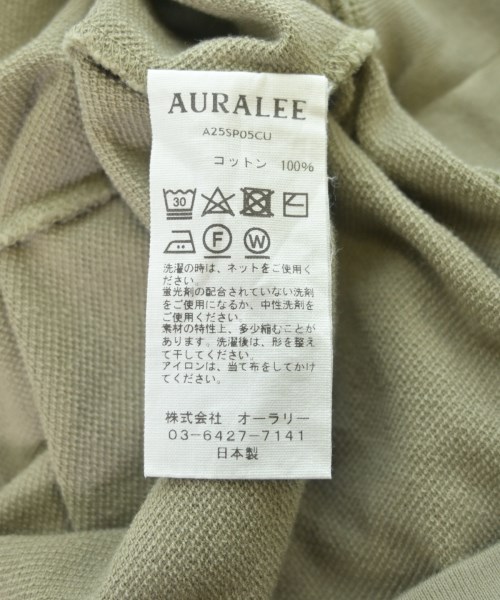 AURALEE
A25SP05CU
コットン 100%
30
F W
洗濯の時は、ネットをご使用く
ださい。
蛍光剤の配合されていない洗剤
をご使用になるか、中性洗剤を
ご使用ください。
素材の特性上、多少縮むことが
あります。洗濯後は、形を整え
て干してください。
アイロンは、当て布をしてかけ
てください。
株式会社 オーラリー
03-6427-7141
日本製